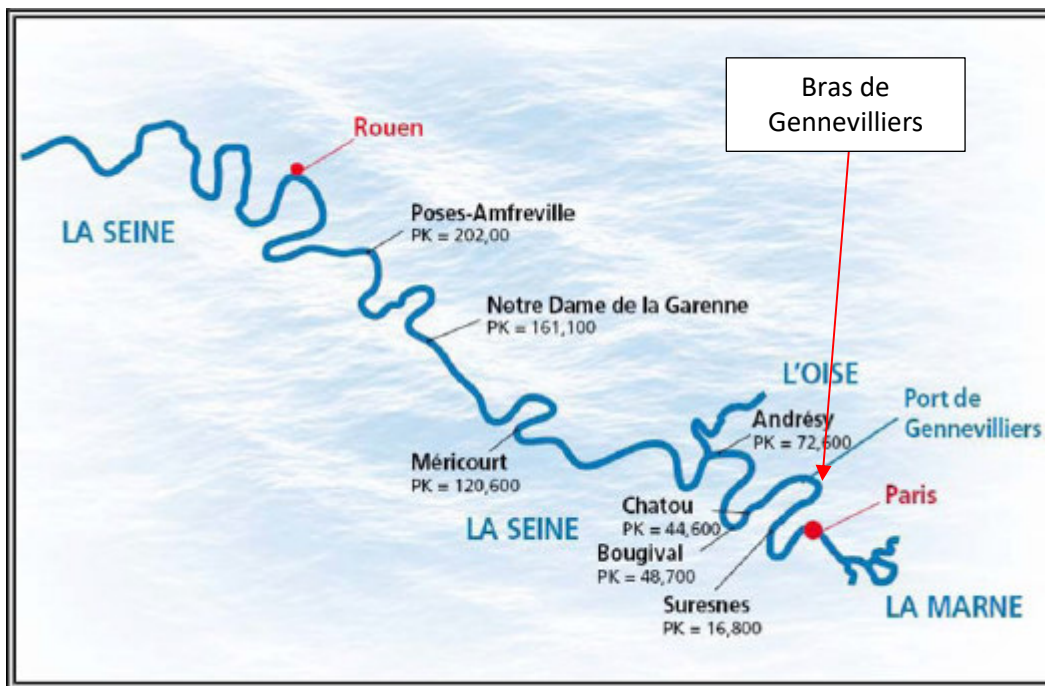 Bras de
Gennevilliers
Rouen
LA SEINE
Poses-Amfreville
PK = 202,00
Notre Dame de la Garenne
PK = 161,100
L'OISE
Andrésy
PK = 72,600
Port de
Gennevilliers
Méricourt
PK = 120,600
LA SEINE
Chatou
PK = 44,600
Paris
Bougival
PK = 48,700
Suresnes
PK = 16,800
LA MARNE